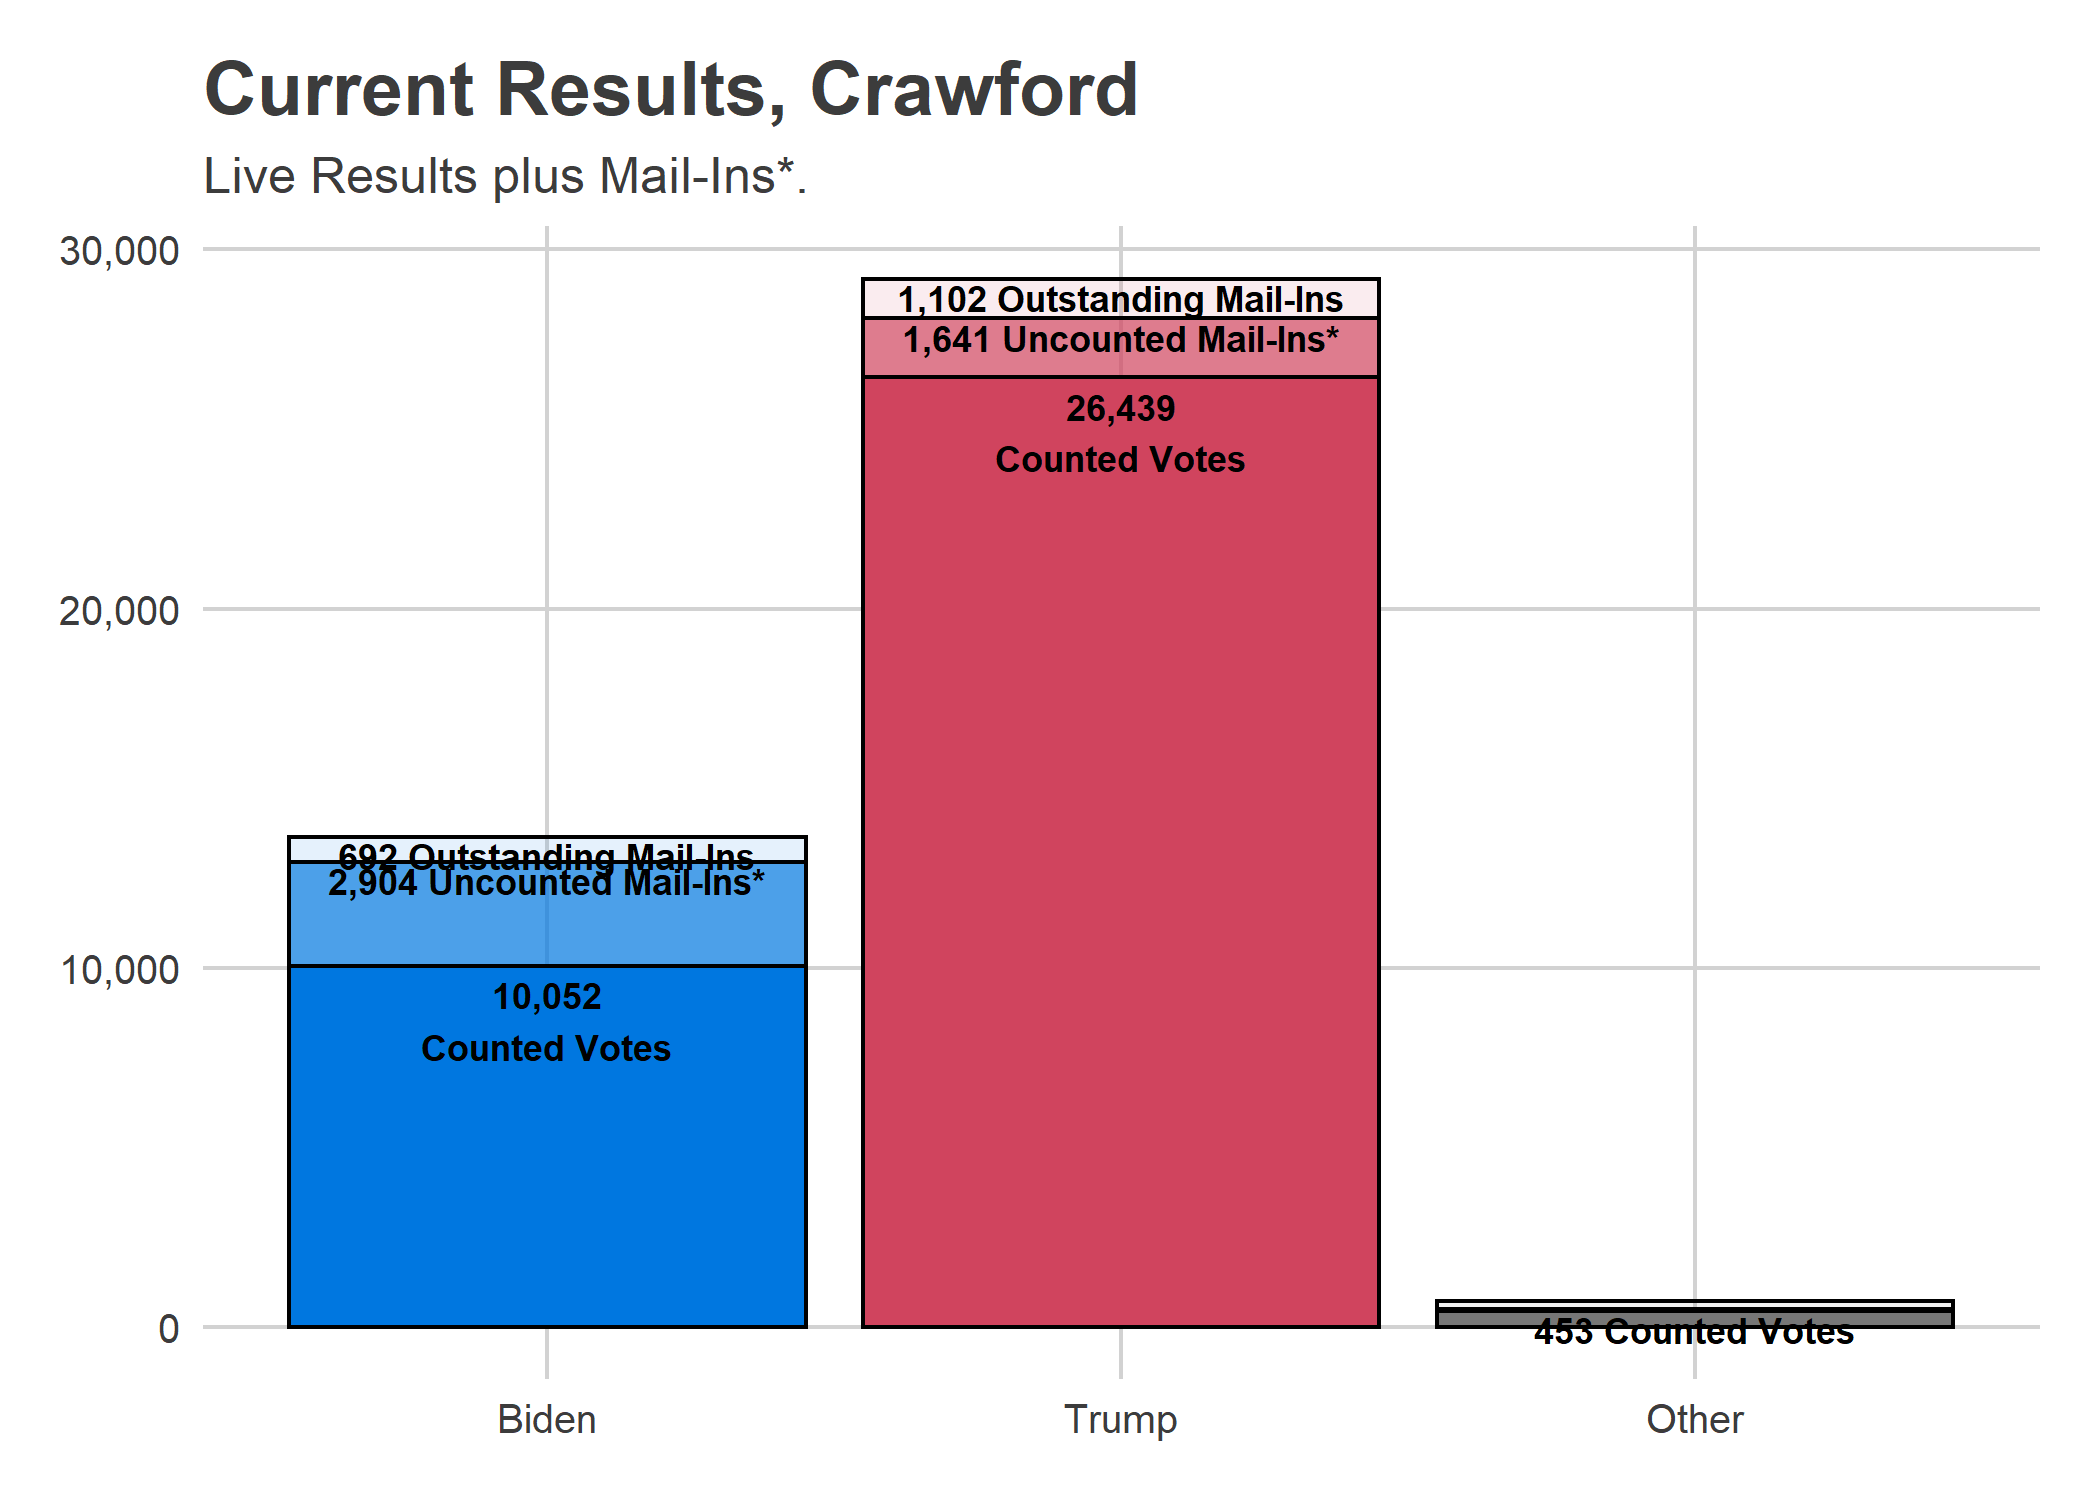 Current Results, Crawford
Live Results plus Mail-Ins*.
30,000
20,000
10,000
0
692 Outstanding Mail-Ins
2,904 Uncounted Mail-Ins*
10,052
Counted Votes
1,102 Outstanding Mail-Ins
1,641 Uncounted Mail-Ins*
26,439
Counted Votes
453 Counted Votes
Biden
Trump
Other